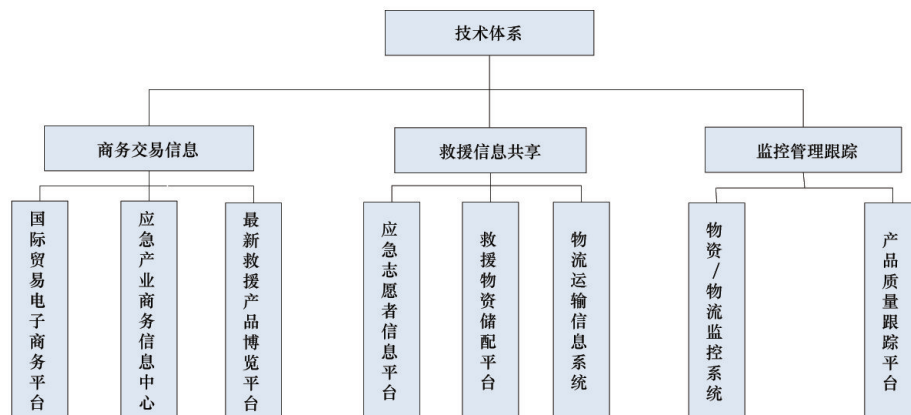 技术体系
商务交易信息
救援信息共享
监控管理跟踪
国际贸易电子商务平台
应急产业商务信息中心
最新救援产品博览平台
应急志愿者信息平台
救援物资储配平台
物流运输信息系统
物资/物流监控系统
产品质量跟踪平台